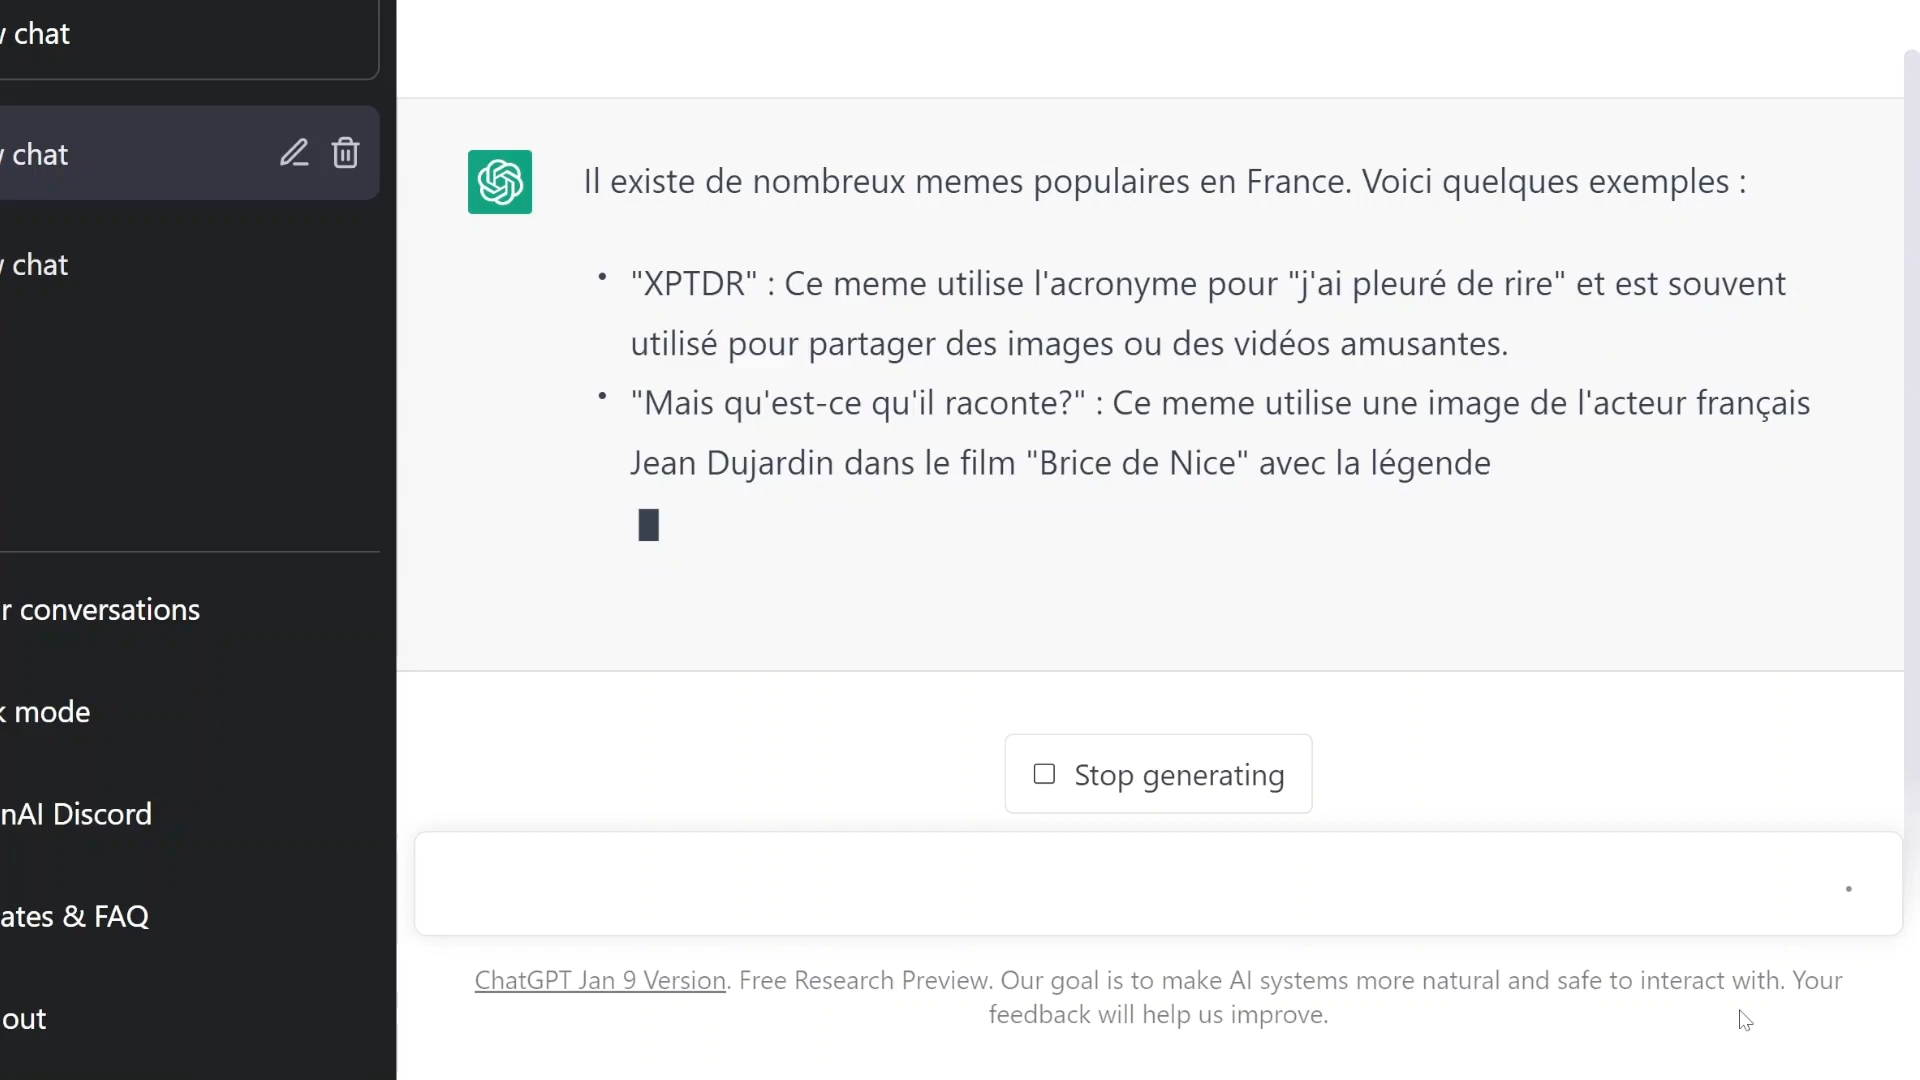 chat
chat
chat
r conversations
k mode
nAI Discord
ates & FAQ
out
Il existe de nombreux memes populaires en France. Voici quelques exemples :
• "XPTDR" : Ce meme utilise l'acronyme pour "j'ai pleuré de rire" et est souvent
utilisé pour partager des images ou des vidéos amusantes.
• "Mais qu'est-ce qu'il raconte?" : Ce meme utilise une image de l'acteur français
Jean Dujardin dans le film "Brice de Nice" avec la légende
Stop generating
ChatGPT Jan 9 Version. Free Research Preview. Our goal is to make AI systems more natural and safe to interact with. Your
feedback will help us improve.